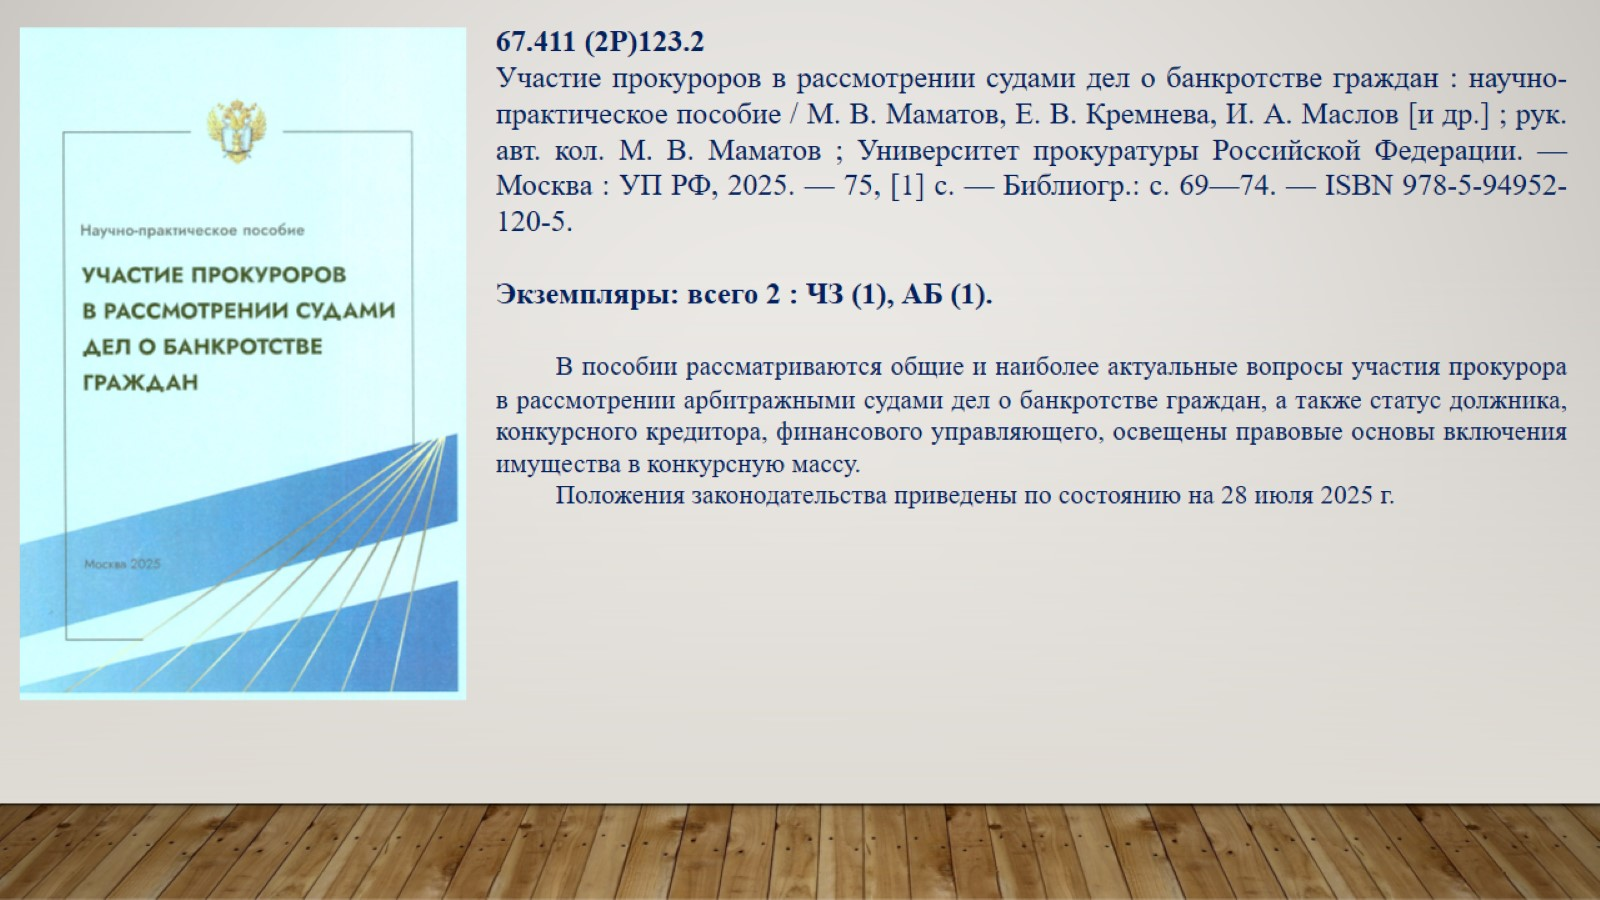 Научно-практическое пособие
УЧАСТИЕ ПРОКУРОРОВ
В РАССМОТРЕНИИ СУДАМИ
ДЕЛ О БАНКРОТСТВЕ
ГРАЖДАН
Москва 2025
67.411 (2Р)123.2
Участие прокуроров в рассмотрении судами дел о банкротстве граждан : научно-
практическое пособие / М. В. Маматов, Е. В. Кремнева, И. А. Маслов [и др.] ; рук.
авт. кол. М. В. Маматов ; Университет прокуратуры Российской Федерации. —
Москва : УП РФ, 2025. — 75, [1] с. — Библиогр.: с. 69—74. — ISBN 978-5-94952-
120-5.
Экземпляры: всего 2 : ЧЗ (1), АБ (1).
В пособии рассматриваются общие и наиболее актуальные вопросы участия прокурора
в рассмотрении арбитражными судами дел о банкротстве граждан, а также статус должника,
конкурсного кредитора, финансового управляющего, освещены правовые основы включения
имущества в конкурсную массу.
Положения законодательства приведены по состоянию на 28 июля 2025 г.